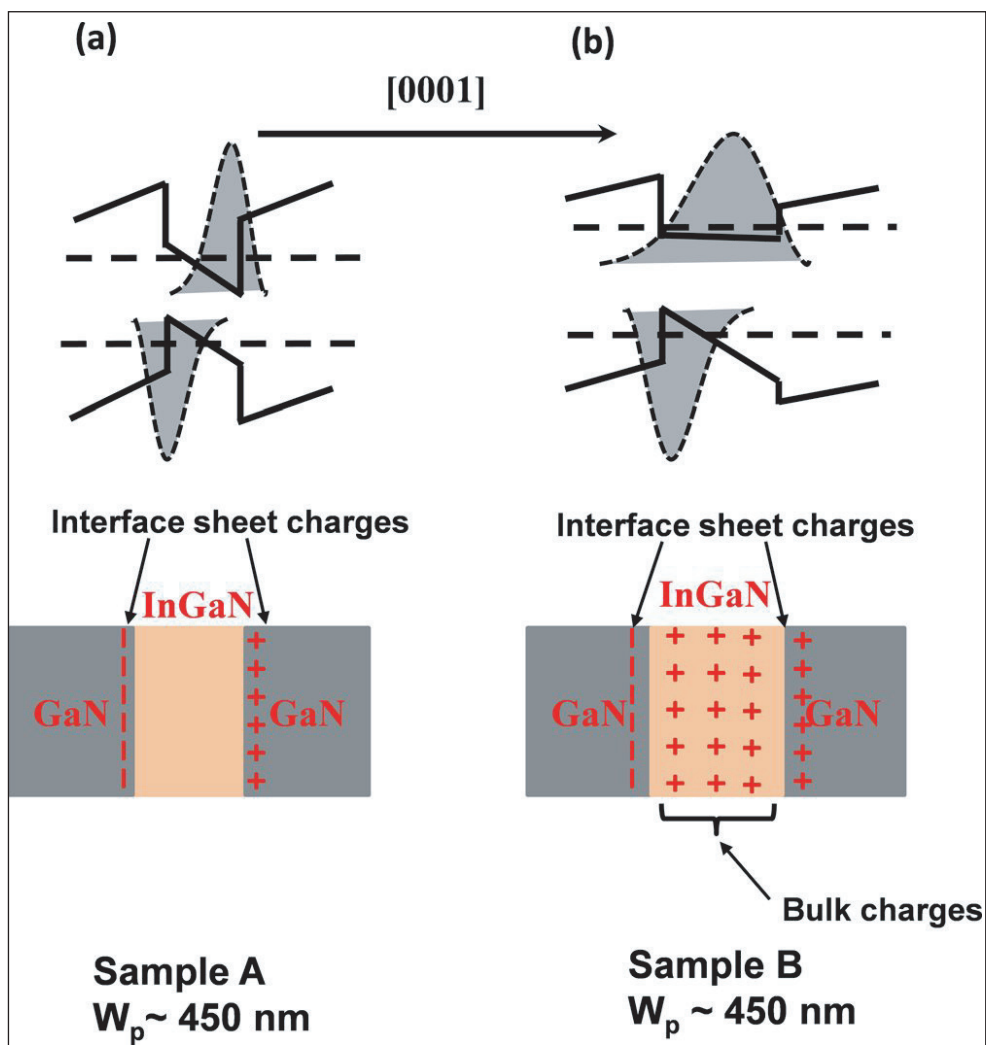 (a)
(b)
[0001]
Interface sheet charges
InGaN
GaN
GaN
Interface sheet charges
InGaN
GaN
GaN
Bulk charges
Sample A
Wp~ 450 nm
Sample B
Wp ~ 450 nm